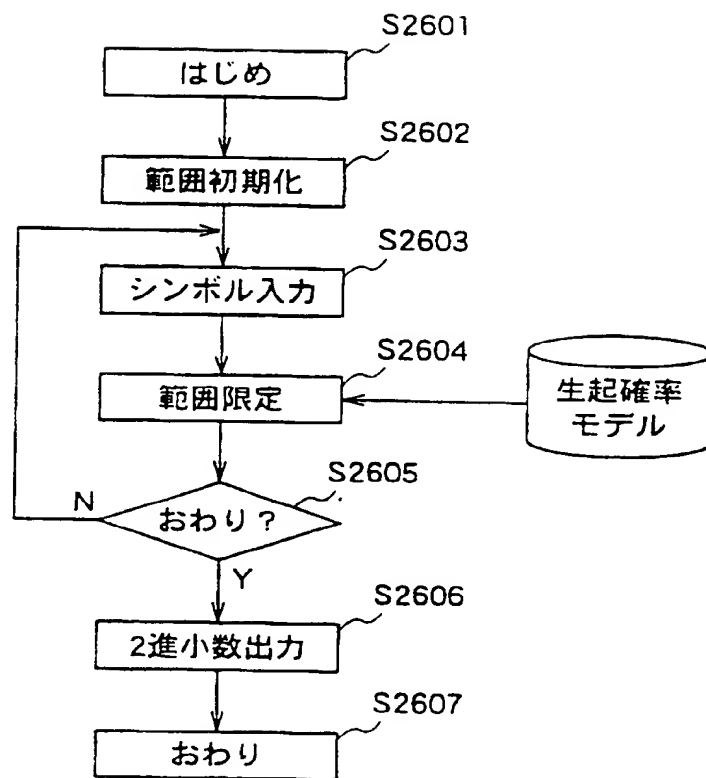 S2601
はじめ
S2602
範囲初期化
S2603
シンボル入力
S2604
範囲限定
生起確率
モデル
S2605
N
おわり?
Y
S2606
2進小数出力
S2607
おわり